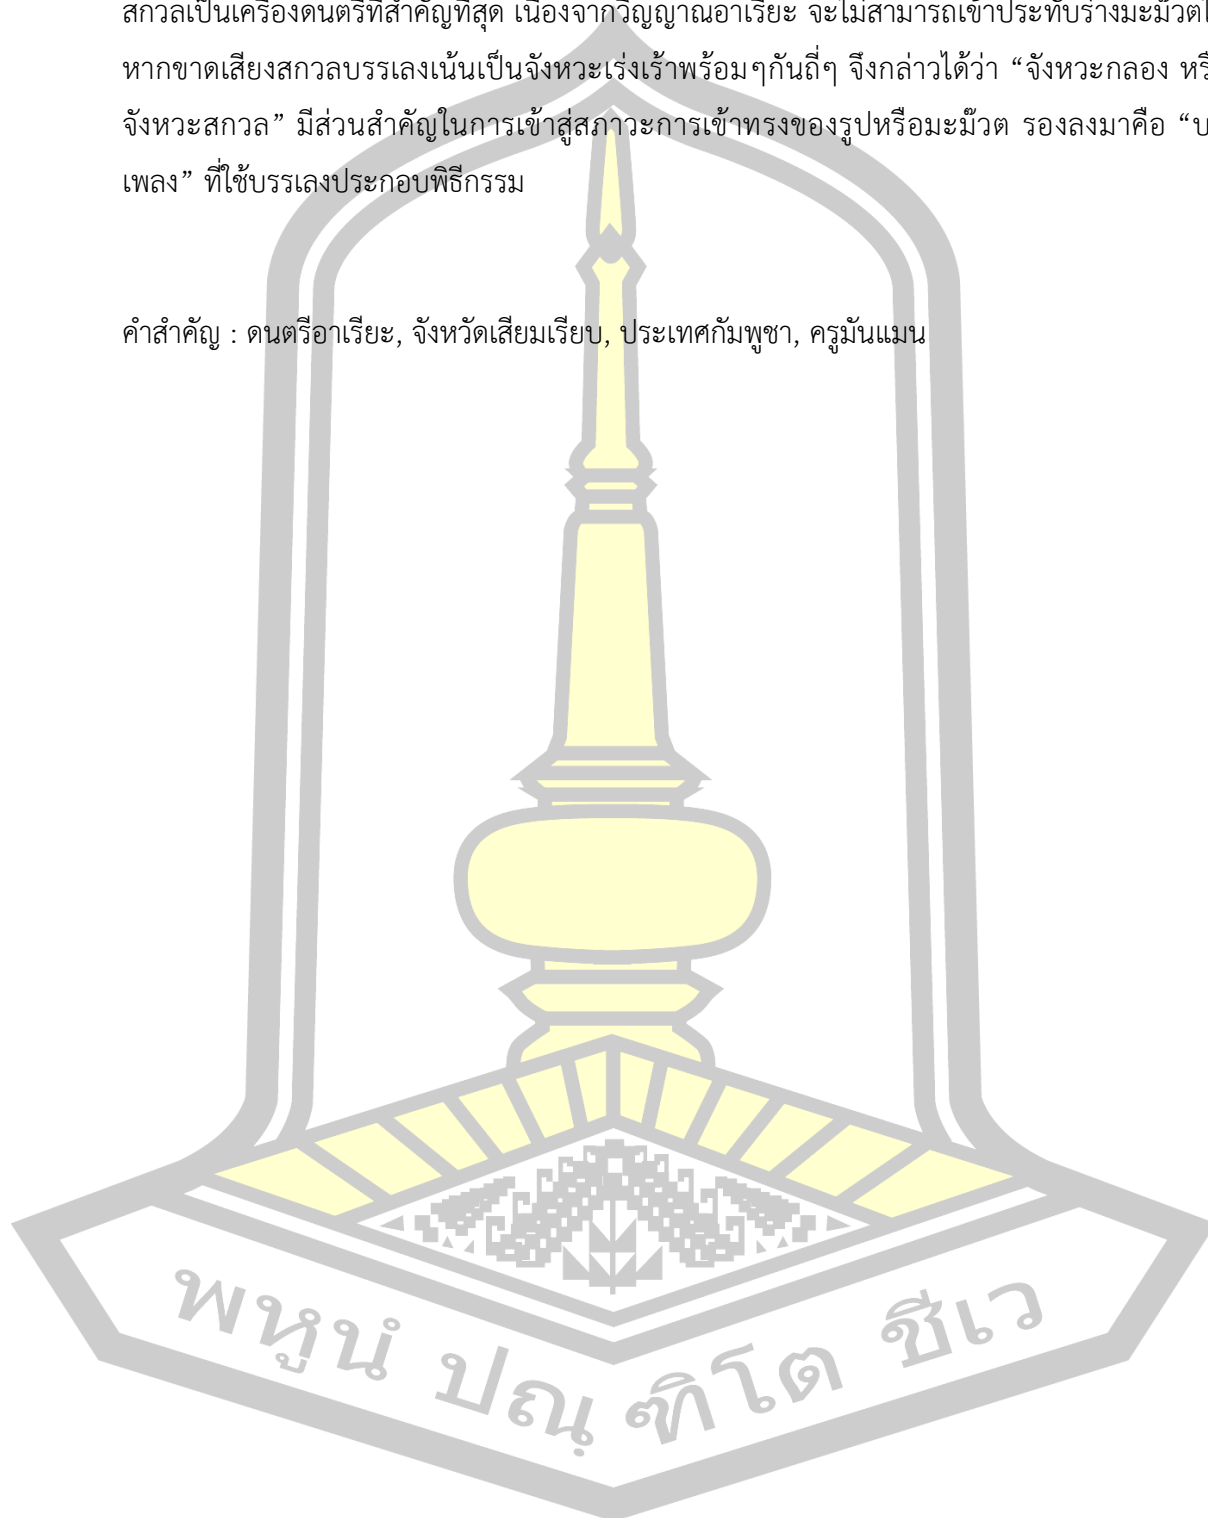 สกวลเป็นเครื่องดนตรีที่สำคัญที่สุด เนื่องจากวิญญาณอาเรียะ จะไม่สามารถเข้าประทับร่างมะม๊วต
หากขาดเสียงสกวลบรรเลงเน้นเป็นจังหวะเร่งเร้าพร้อมๆกันถี่ๆ จึงกล่าวได้ว่า “จังหวะกลอง
จังหวะสกวล” มีส่วนสำคัญในการเข้าสู่สภาวะการเข้าทรงของรูปหรือมะม๊วต รองลงมาคือ
เพลง” ที่ใช้บรรเลงประกอบพิธีกรรม
คำสำคัญ : ดนตรีอาเรียะ, จังหวัดเสียมเรียบ, ประเทศกัมพูชา, ครูมันแมน
พหูนํ ปณฺฑิโต ชีเว